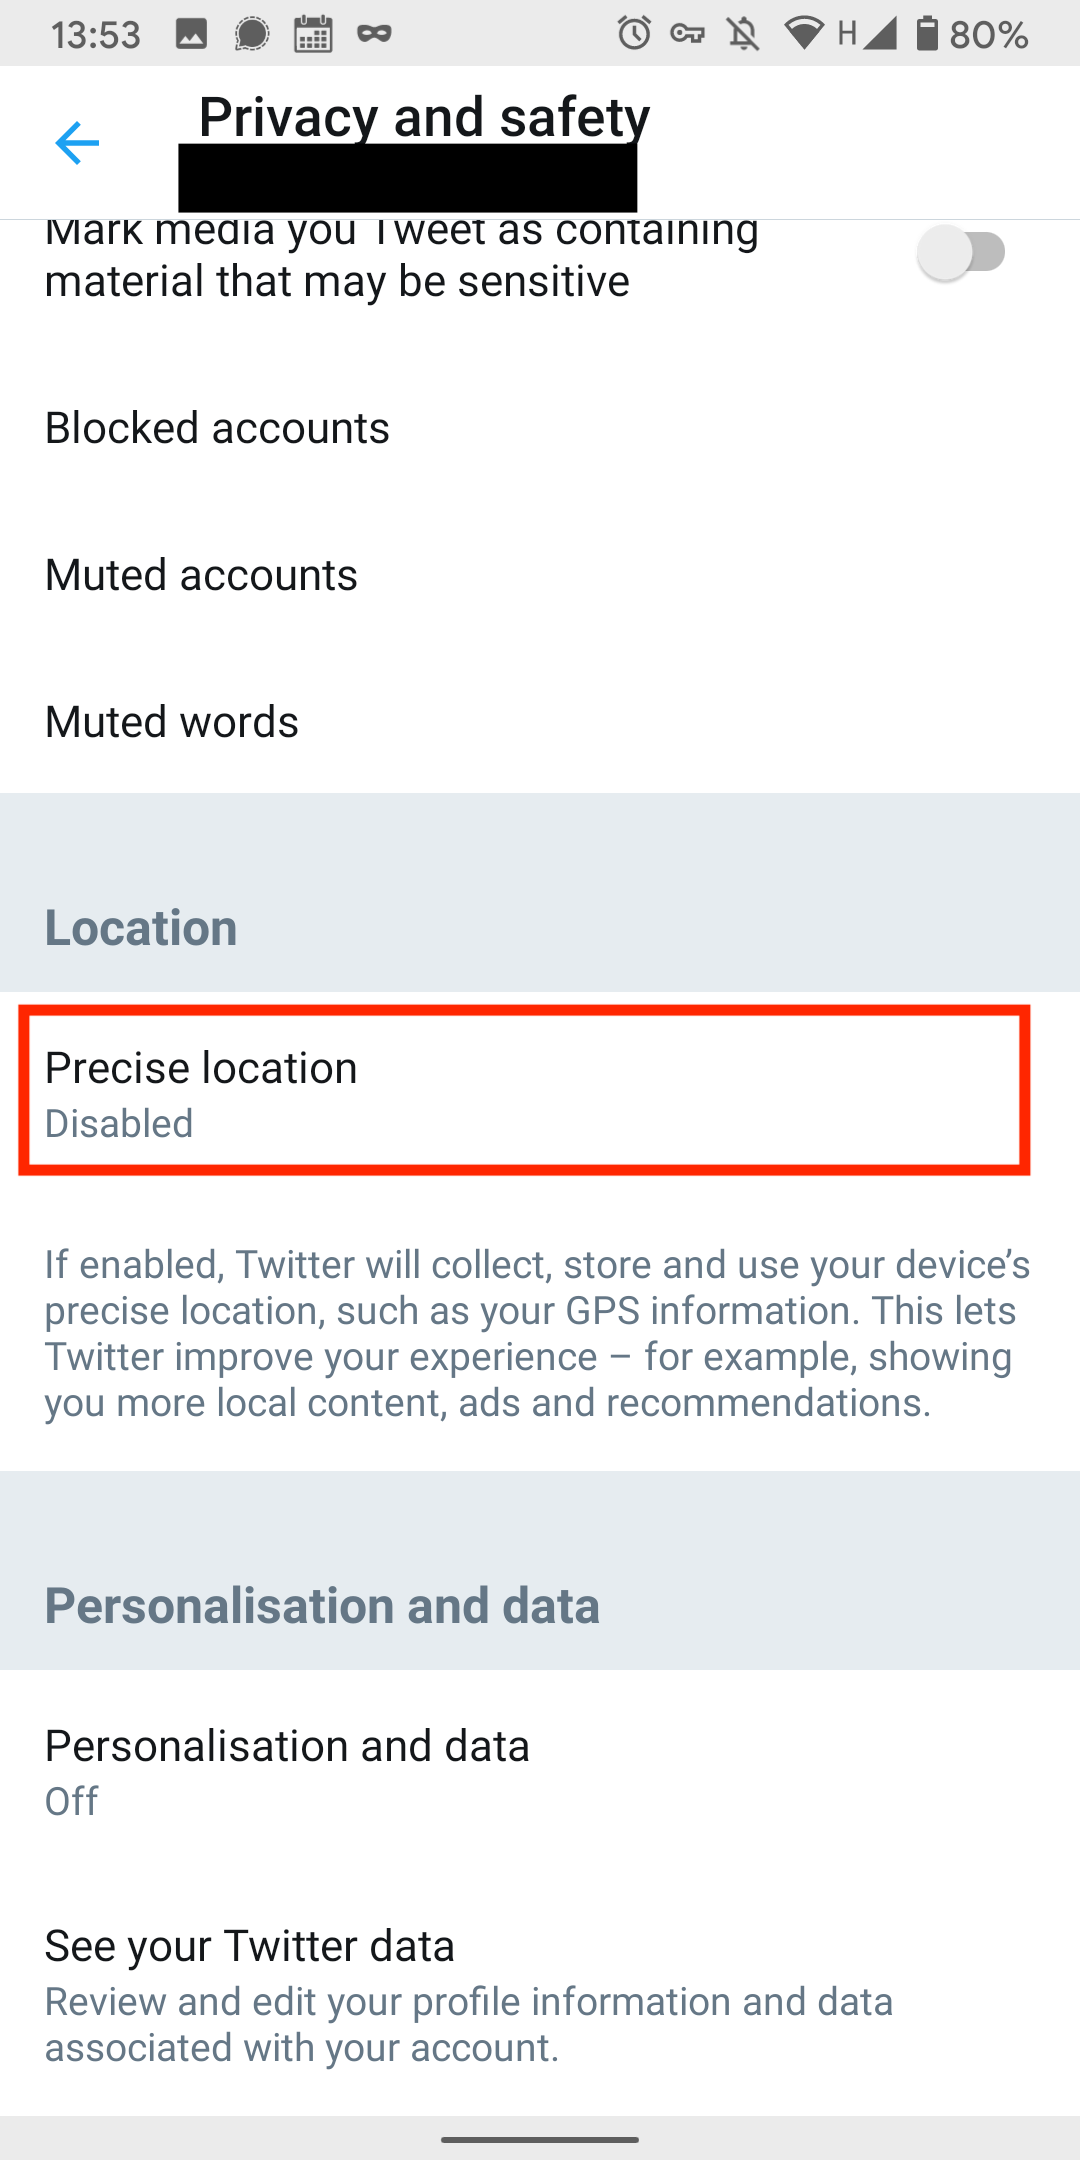 13:53 H 80%
Privacy and safety
Mark media you Tweet as containing
material that may be sensitive
Blocked accounts
Muted accounts
Muted words
Location
Precise location
Disabled
If enabled, Twitter will collect, store and use your device’s
precise location, such as your GPS information. This lets
Twitter improve your experience – for example, showing
you more local content, ads and recommendations.
Personalisation and data
Personalisation and data
Off
See your Twitter data
Review and edit your profile information and data
associated with your account.